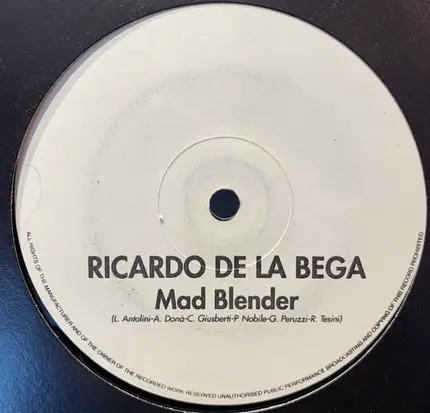 RICARDO DE LA BEGA
Mad Blender
(L. Antolini-A. Donà-C. Giusberti-P Nobile-G. Peruzzi-R. Tesini)
ALL RIGHTS OF THE MANUFACTURER AND OF THE OWNER OF THE RECORDED WORK RESERVED UNAUTHORISED PUBLIC PERFORMANCE BROADCASTING AND COPYING OF THIS RECORD PROHIBITED